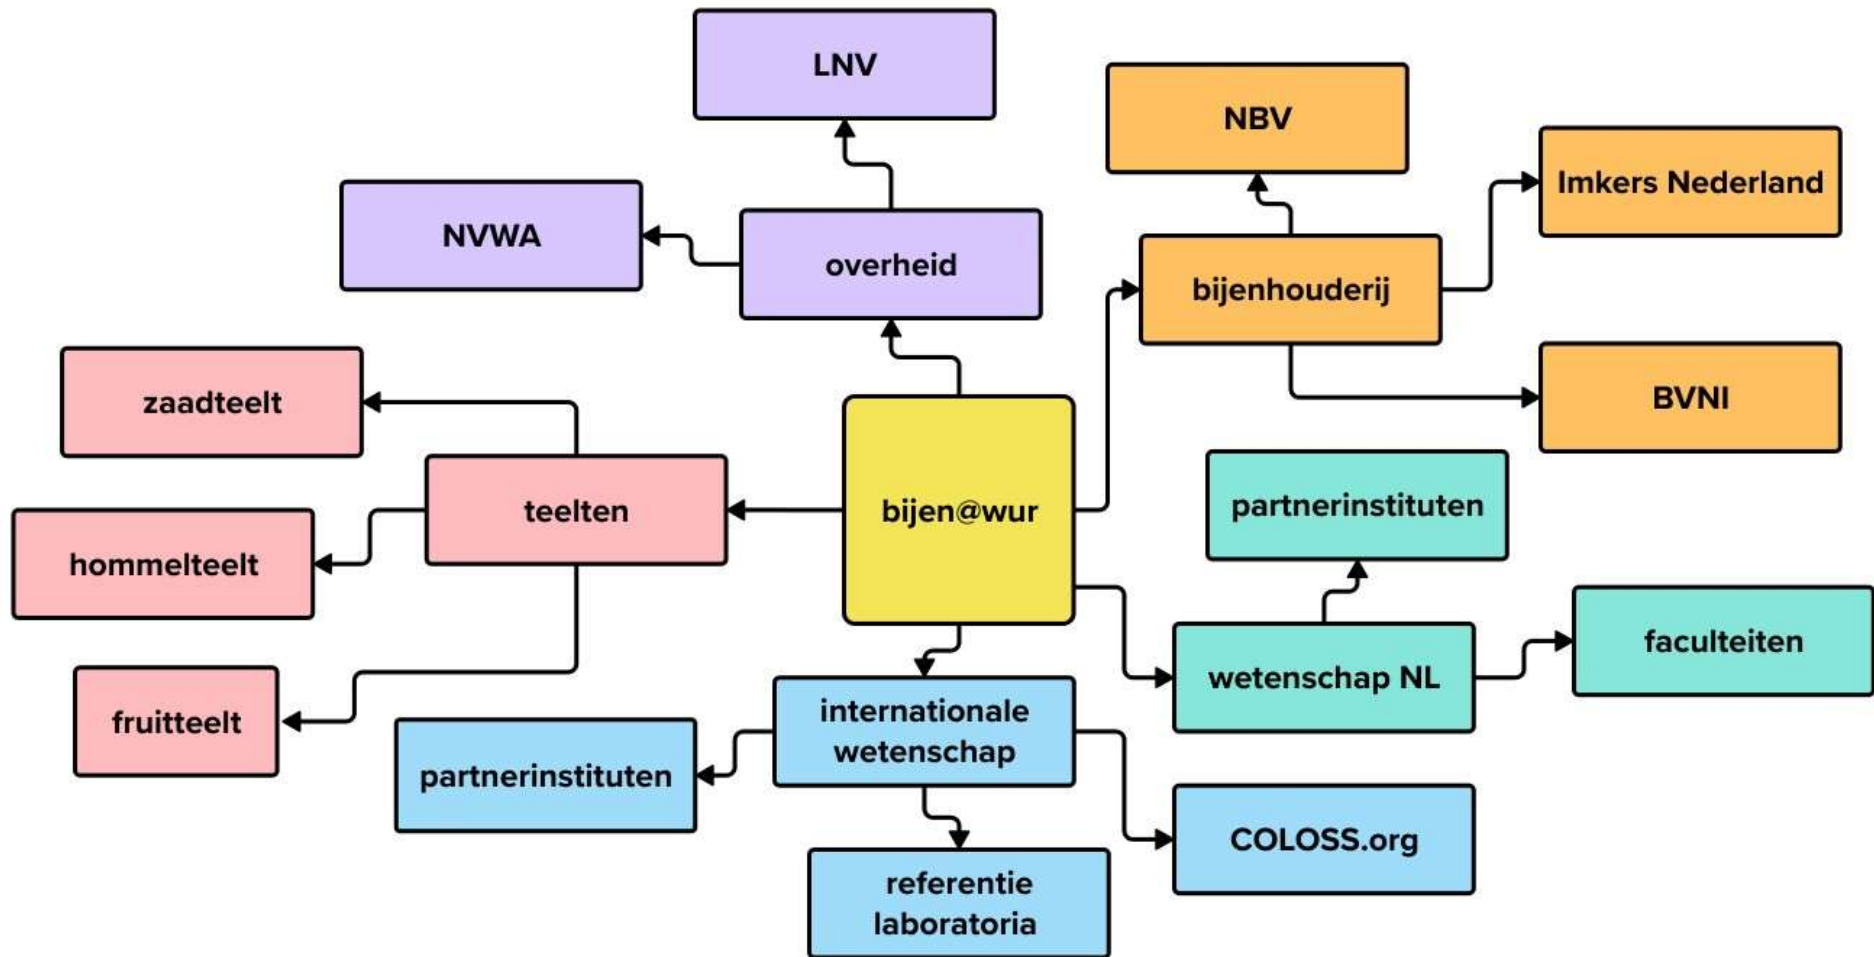 LNV
NBV
Imkers Nederland
NVWA
overheid
bijenhouderij
zaadteelt
BVNI
teelten
bijen@wur
partnerinstituten
hommelteelt
faculteiten
wetenschap NL
fruitteelt
internationale
wetenschap
partnerinstituten
COLOSS.org
referentie
laboratoria